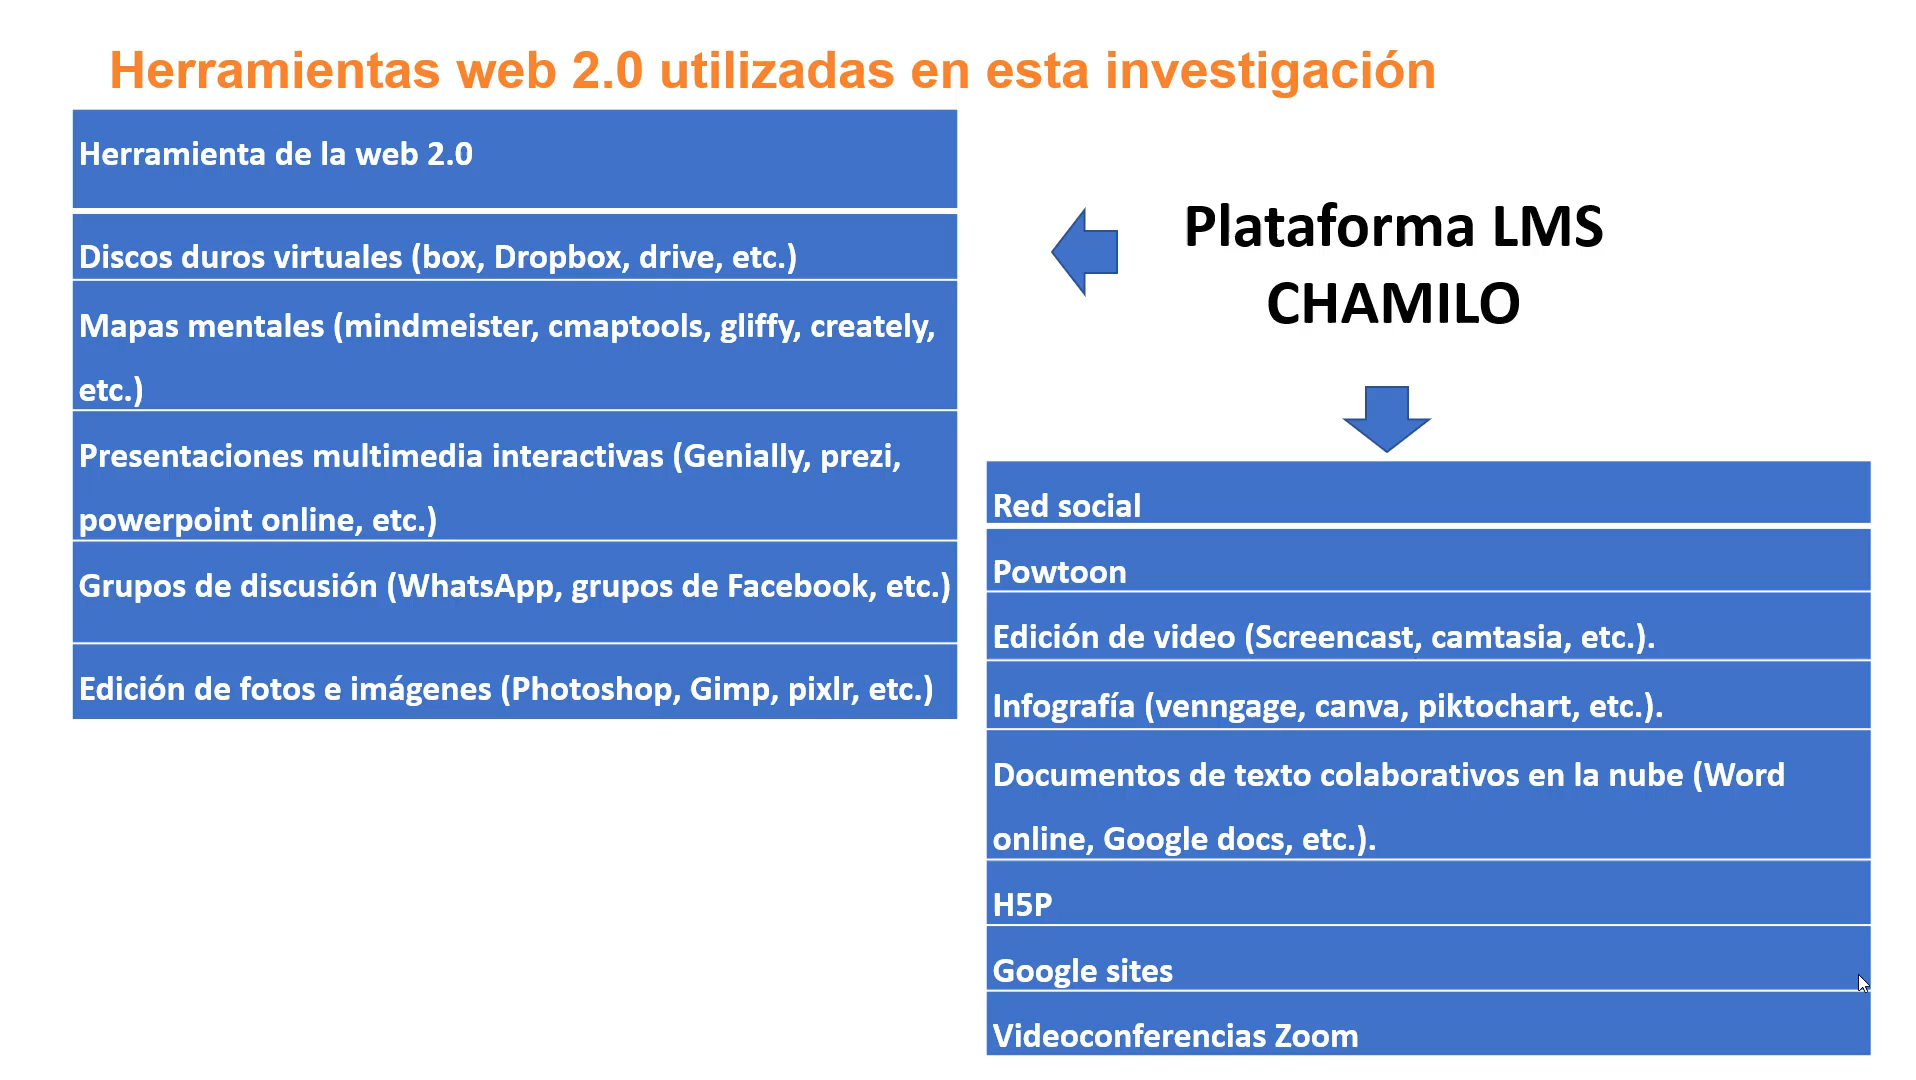 Herramientas web 2.0 utilizadas en esta investigación
Herramienta de la web 2.0
Discos duros virtuales (box, Dropbox, drive, etc.)
Mapas mentales (mindmeister, cmaptools, gliffy, creately,
etc.)
Presentaciones multimedia interactivas (Genially, prezi,
powerpoint online, etc.)
Grupos de discusión (WhatsApp, grupos de Facebook, etc.)
Edición de fotos e imágenes (Photoshop, Gimp, pixlr, etc.)
Plataforma LMS
CHAMILO
Red social
Powtoon
Edición de video (Screencast, camtasia, etc.).
Infografía (venngage, canva, piktochart, etc.).
Documentos de texto colaborativos en la nube (Word
online, Google docs, etc.).
H5P
Google sites
Videoconferencias Zoom